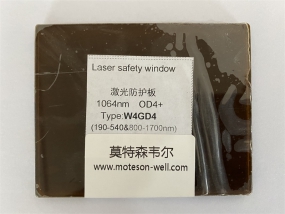 Laser safety window
激光防护板
1064nm OD4+
Type:W4GD4
(190-540&800-1700nm)
莫特森韦尔
www.moteson-well.com